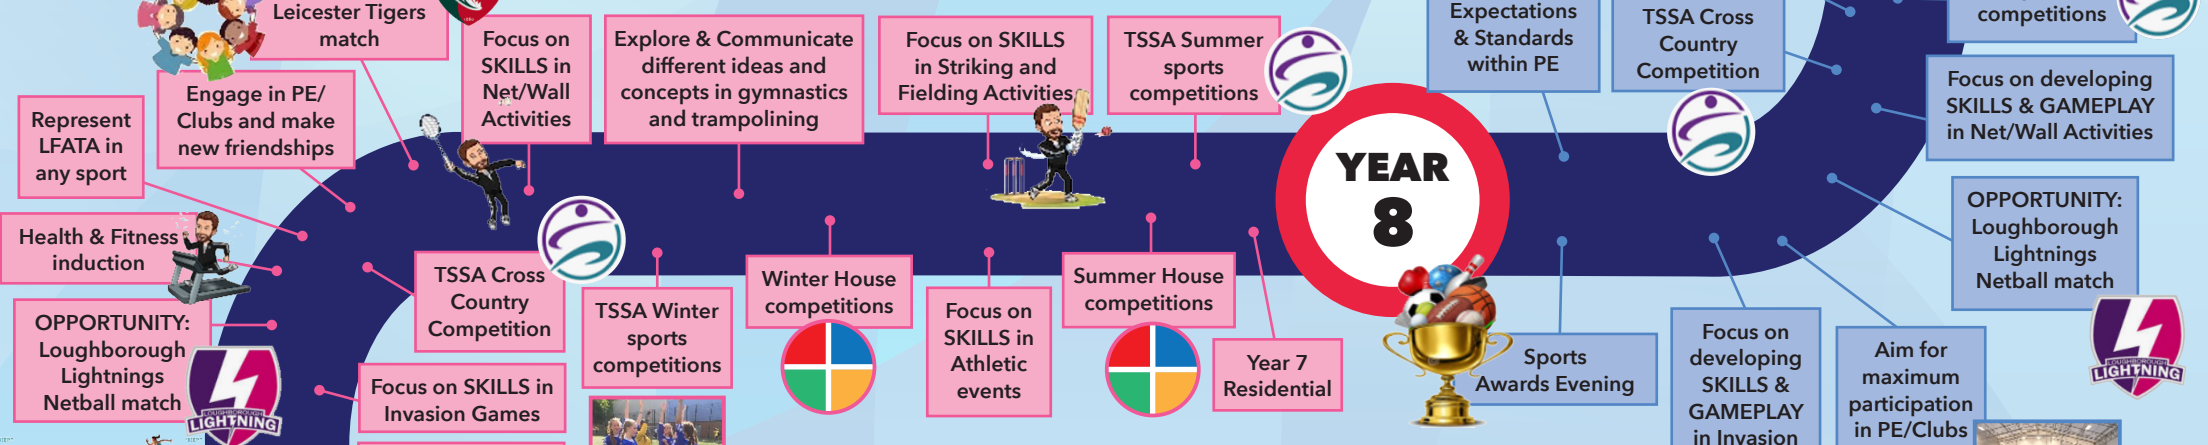 Leicester Tigers
match
Focus on
SKILLS in
Net/Wall
Activities
Explore & Communicate
different ideas and
concepts in gymnastics
and trampolining
Focus on SKILLS
in Striking and
Fielding Activities
TSSA Summer
sports
competitions
Expectations
& Standards
within PE
TSSA Cross
Country
Competition
competitions
Engage in PE/
Clubs and make
new friendships
Represent
LFATA in
any sport
Focus on developing
SKILLS & GAMEPLAY
in Net/Wall Activities
YEAR
8
Health & Fitness
induction
OPPORTUNITY:
Loughborough
Lightnings
Netball match
TSSA Cross
Country
Competition
TSSA Winter
sports
competitions
Winter House
competitions
Focus on
SKILLS in
Athletic
events
Summer House
competitions
Year 7
Residential
OPPORTUNITY:
Loughborough
Lightnings
Netball match
LOUGHBOROUGH
LIGHTNING
Focus on SKILLS in
Invasion Games
Sports
Awards Evening
Focus on
developing
SKILLS &
GAMEPLAY
in Invasion
Aim for
maximum
participation
in PE/Clubs
LOUGHBOROUGH
LIGHTNING